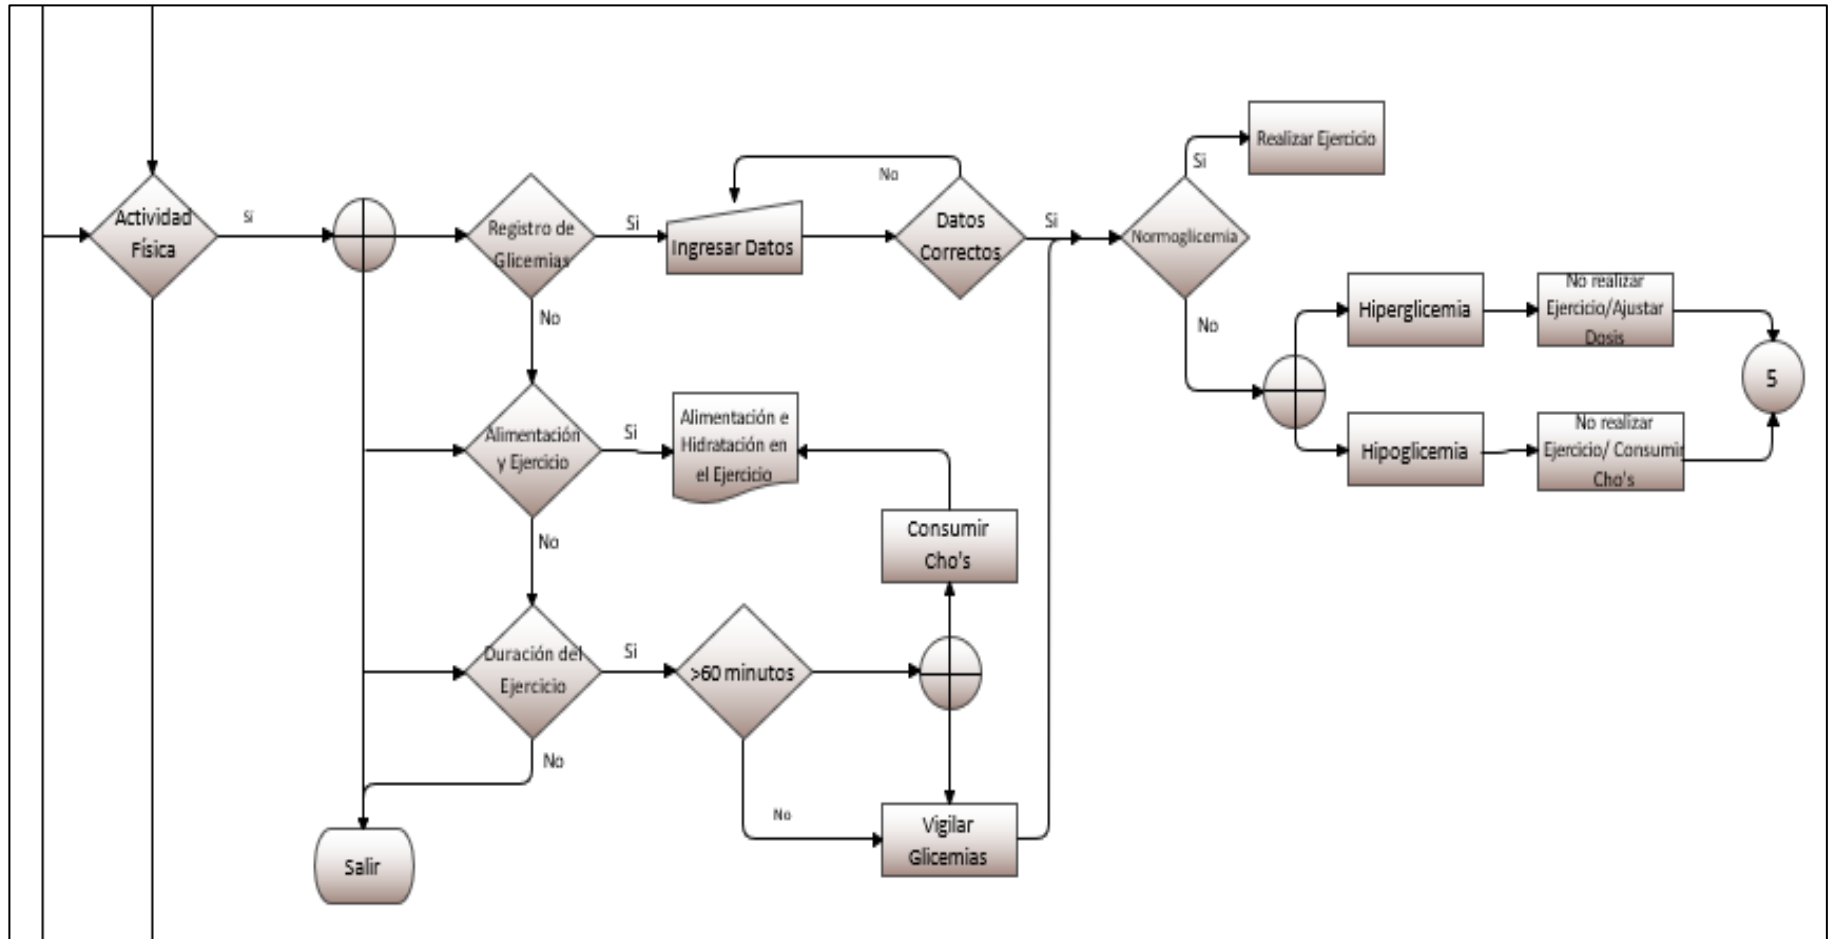 Actividad
Física
Si
Registro de
Glicemias
Si
Ingresar Datos
No
Datos
Correctos
Si
Normoglicemia
Si
Realizar Ejercicio
No
Hiperglicemia
No realizar
Ejercicio/Ajustar
Dosis
5
Hipoglicemia
No realizar
Ejercicio/ Consumir
Cho's
No
Alimentación
y Ejercicio
Si
Alimentación e
Hidratación en
el Ejercicio
No
Consumir
Cho's
Duración del
Ejercicio
Si
>60 minutos
No
No
Vigilar
Glicemias
Salir